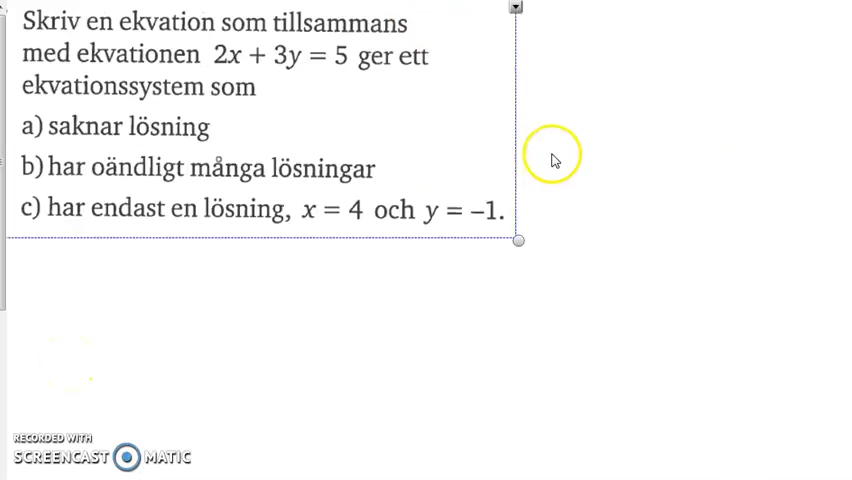 Skriv en ekvation som tillsammans
med ekvationen 2x + 3y = 5 ger ett
ekvationssystem som
a) saknar lösning
b) har oändligt många lösningar
c) har endast en lösning, x = 4 och y = –1.
RECORDED WITH
SCREENCAST MATIC